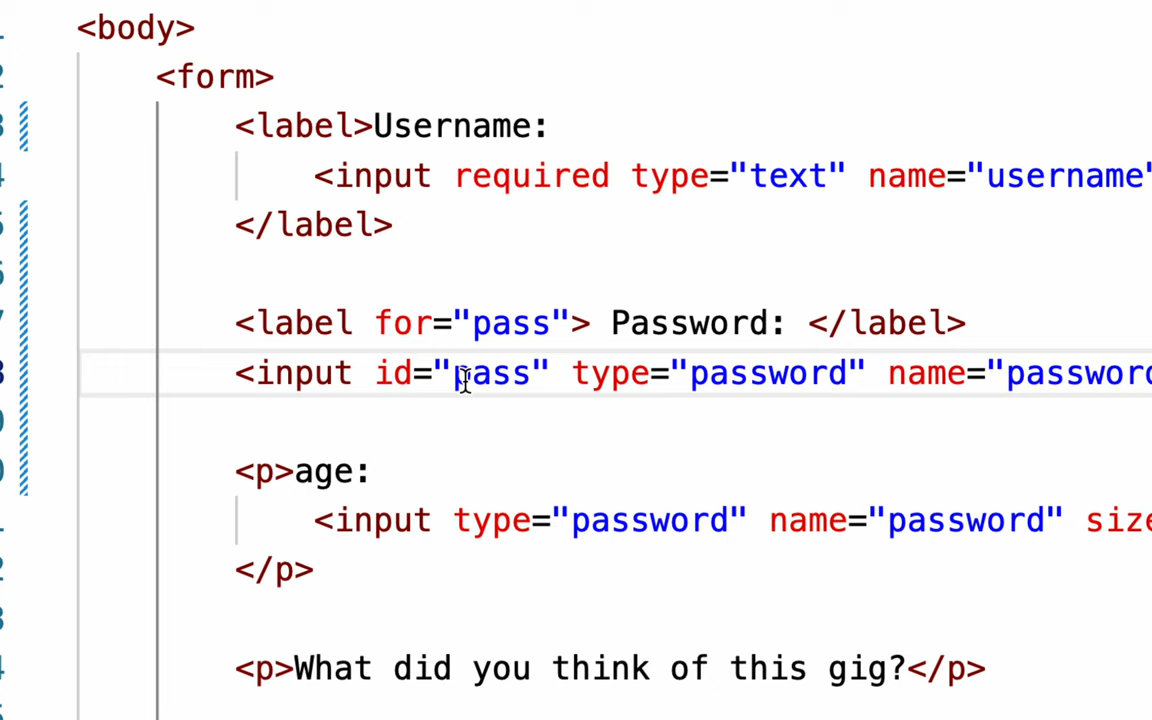 <body>
<form>
<label>Username:
<input required type="text" name="username"
</label>
<label for="pass"> Password: </label>
<input id="pass" type="password" name="password
<p>age:
<input type="password" name="password" size
</p>
<p>What did you think of this gig?</p>